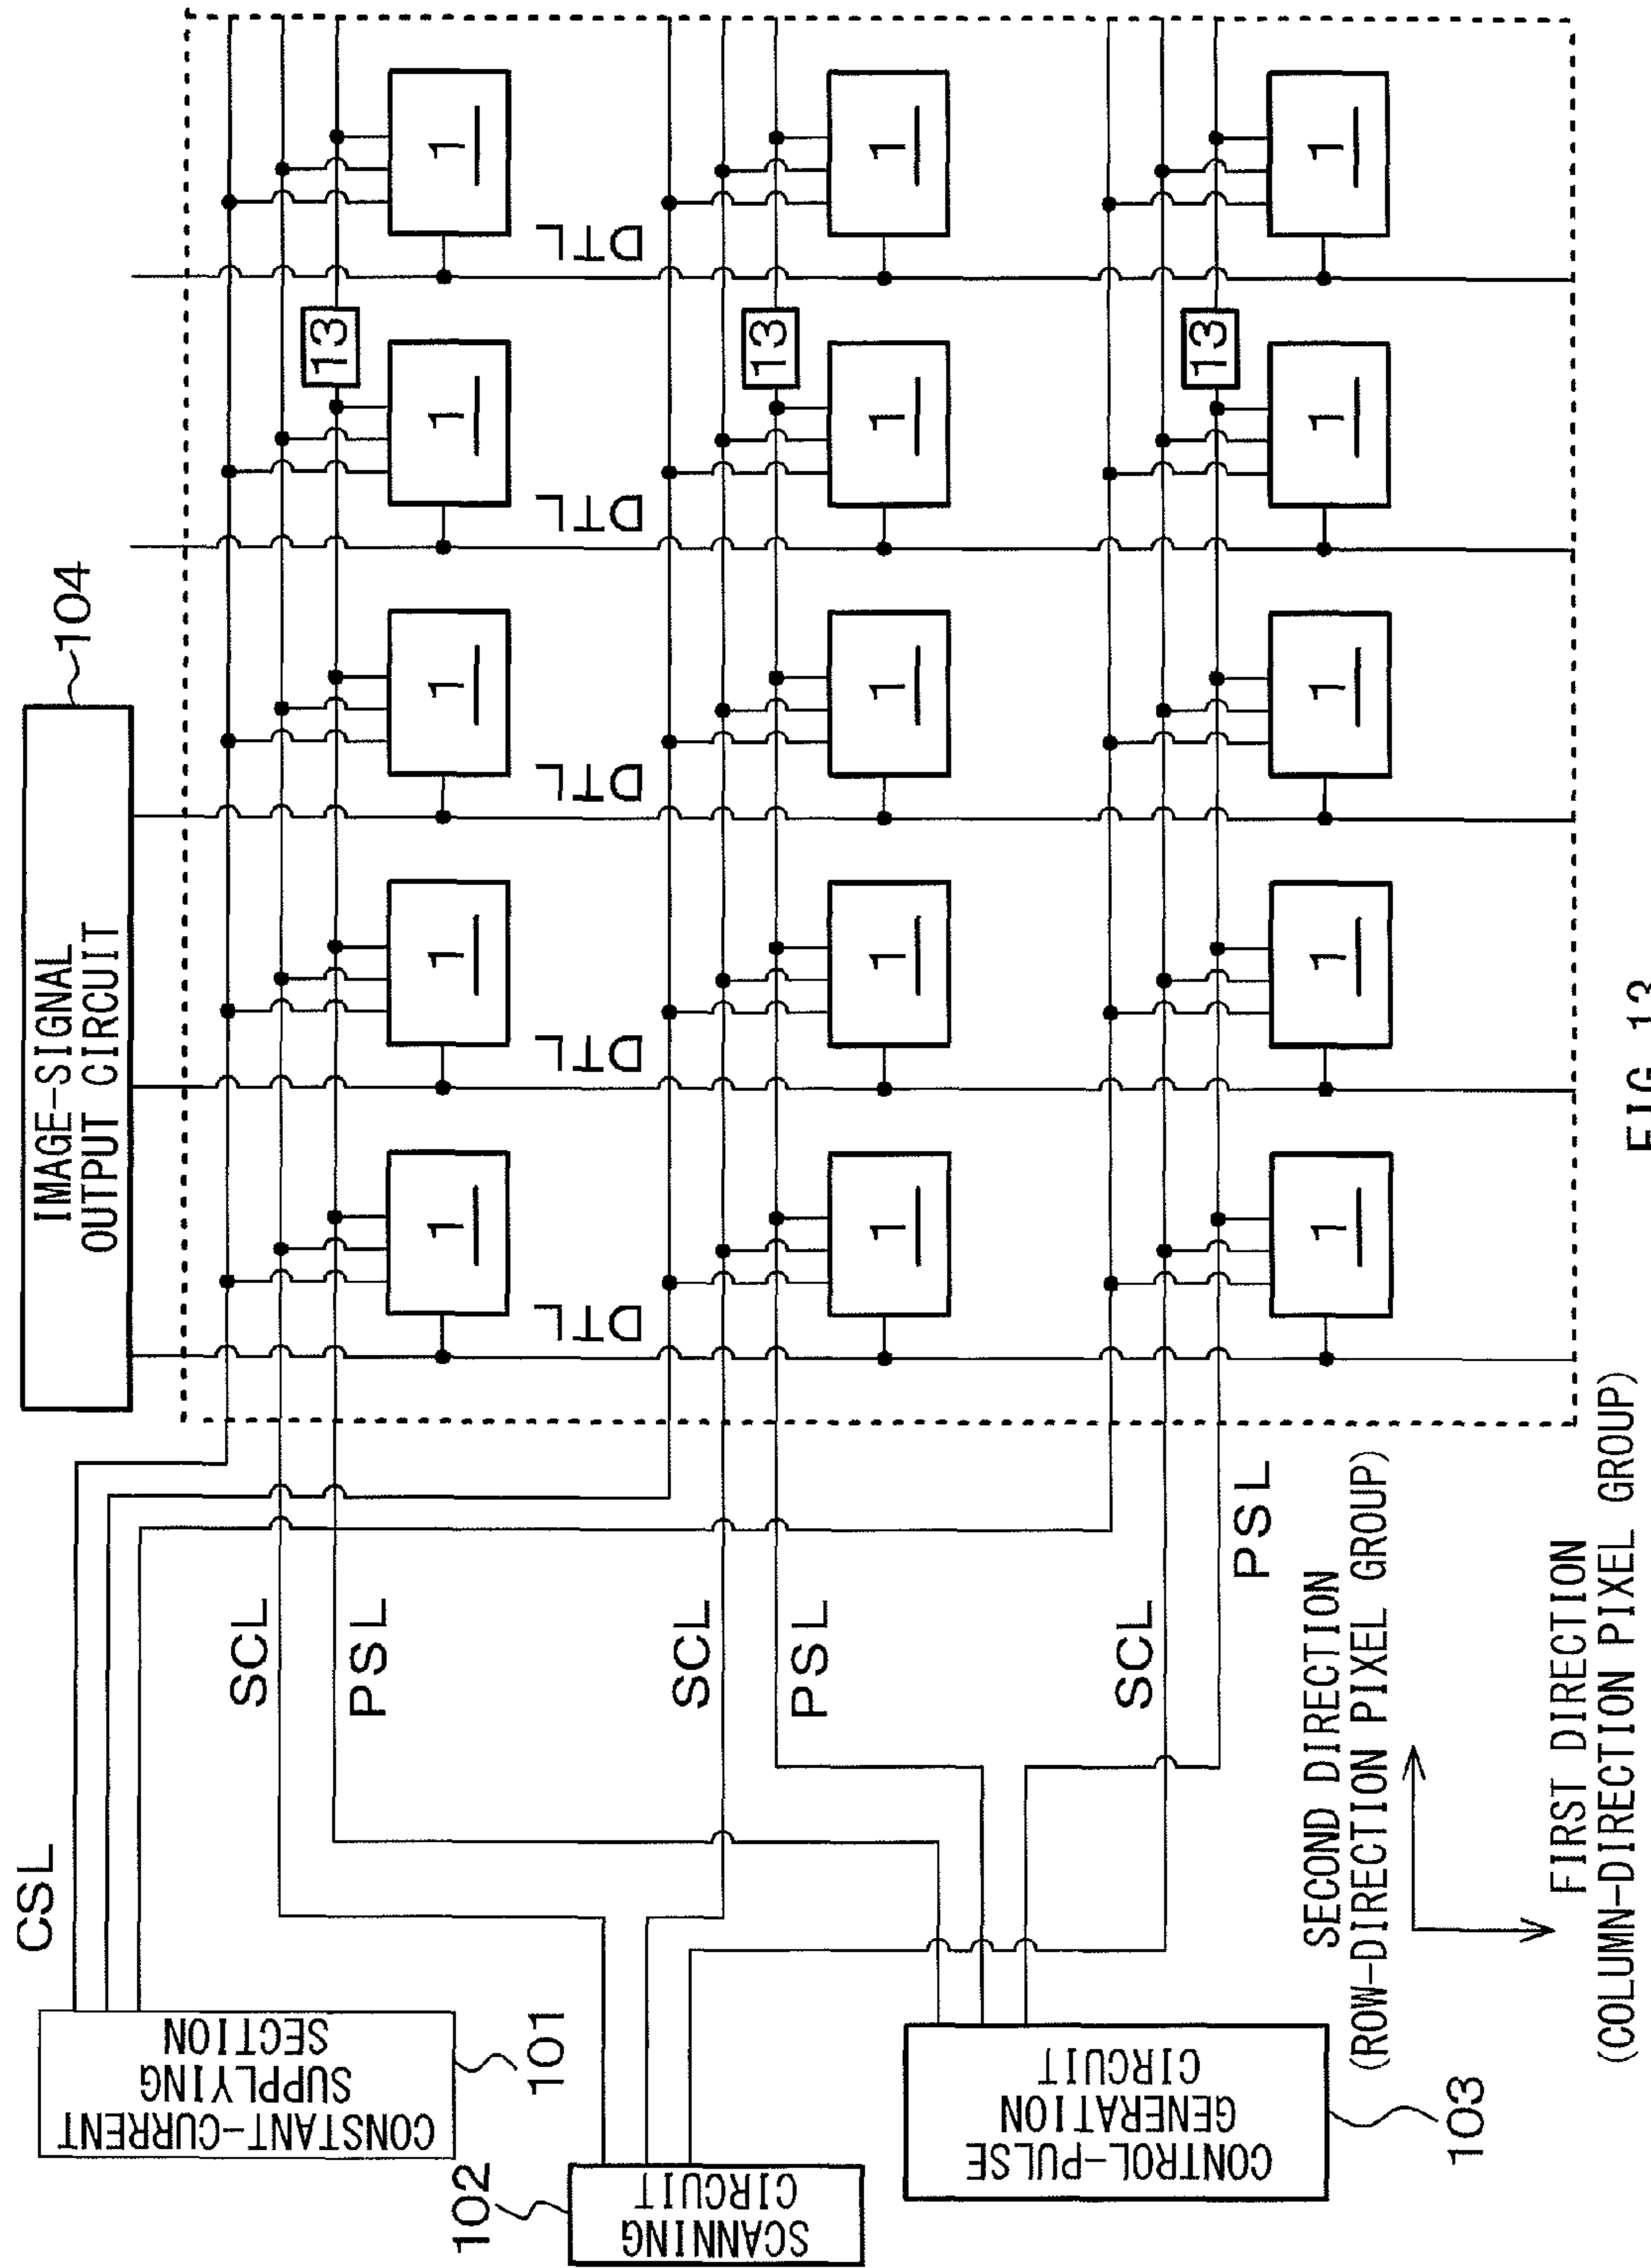 IMAGE-SIGNAL
OUTPUT CIRCUIT
104
CONSTANT-CURRENT
SUPPLYING
SECTION
101
CSL
SCANNING
CIRCUIT
102
CONTROL-PULSE
GENERATION
CIRCUIT
103
SCL
PSL
13
1 1 1 1 1
DTL DTL DTL DTL DTL
SCL
PSL
13
1 1 1 1 1
SCL
PSL
13
1 1 1 1 1
SECOND DIRECTION
(ROW-DIRECTION PIXEL GROUP)
FIRST DIRECTION
(COLUMN-DIRECTION PIXEL GROUP)
FIG. 13